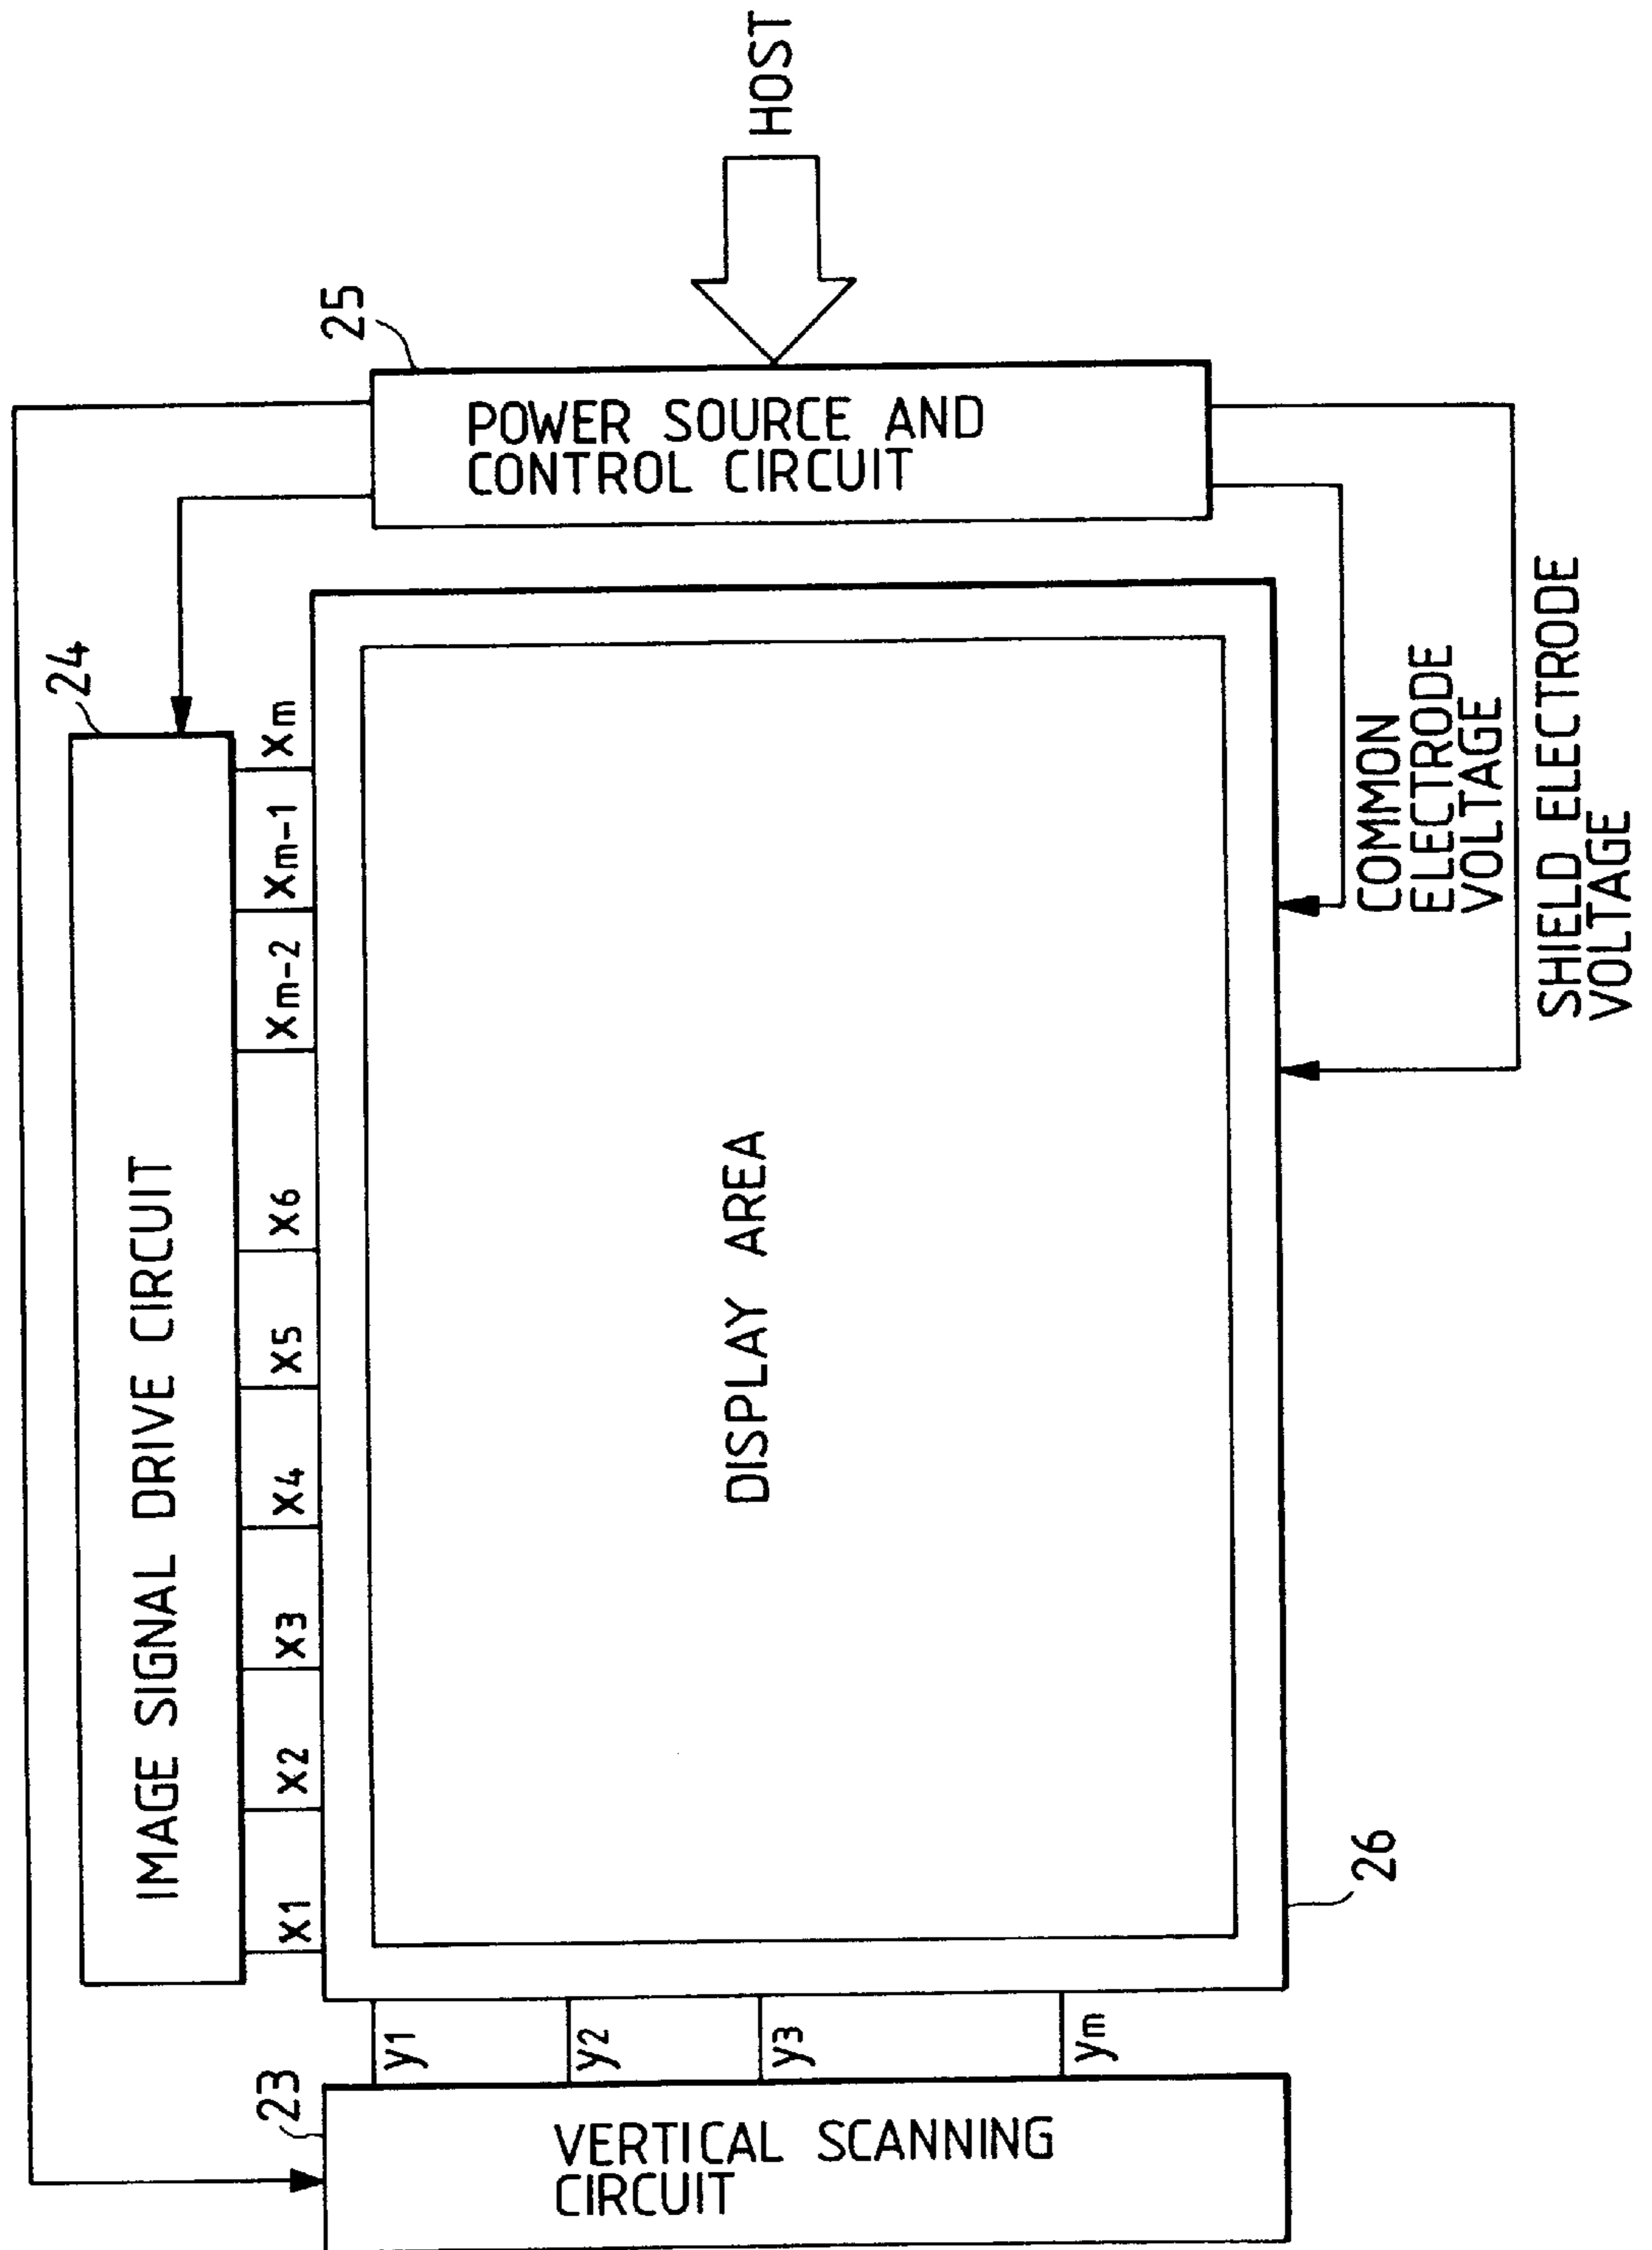 24
IMAGE SIGNAL DRIVE CIRCUIT
X1
X2
X3
X4
X5
X6
Xm-2
Xm-1
Xm
23
VERTICAL SCANNING
CIRCUIT
y1
y2
y3
ym
DISPLAY AREA
26
25
POWER SOURCE AND
CONTROL CIRCUIT
HOST
COMMON
ELECTRODE
VOLTAGE
SHIELD ELECTRODE
VOLTAGE